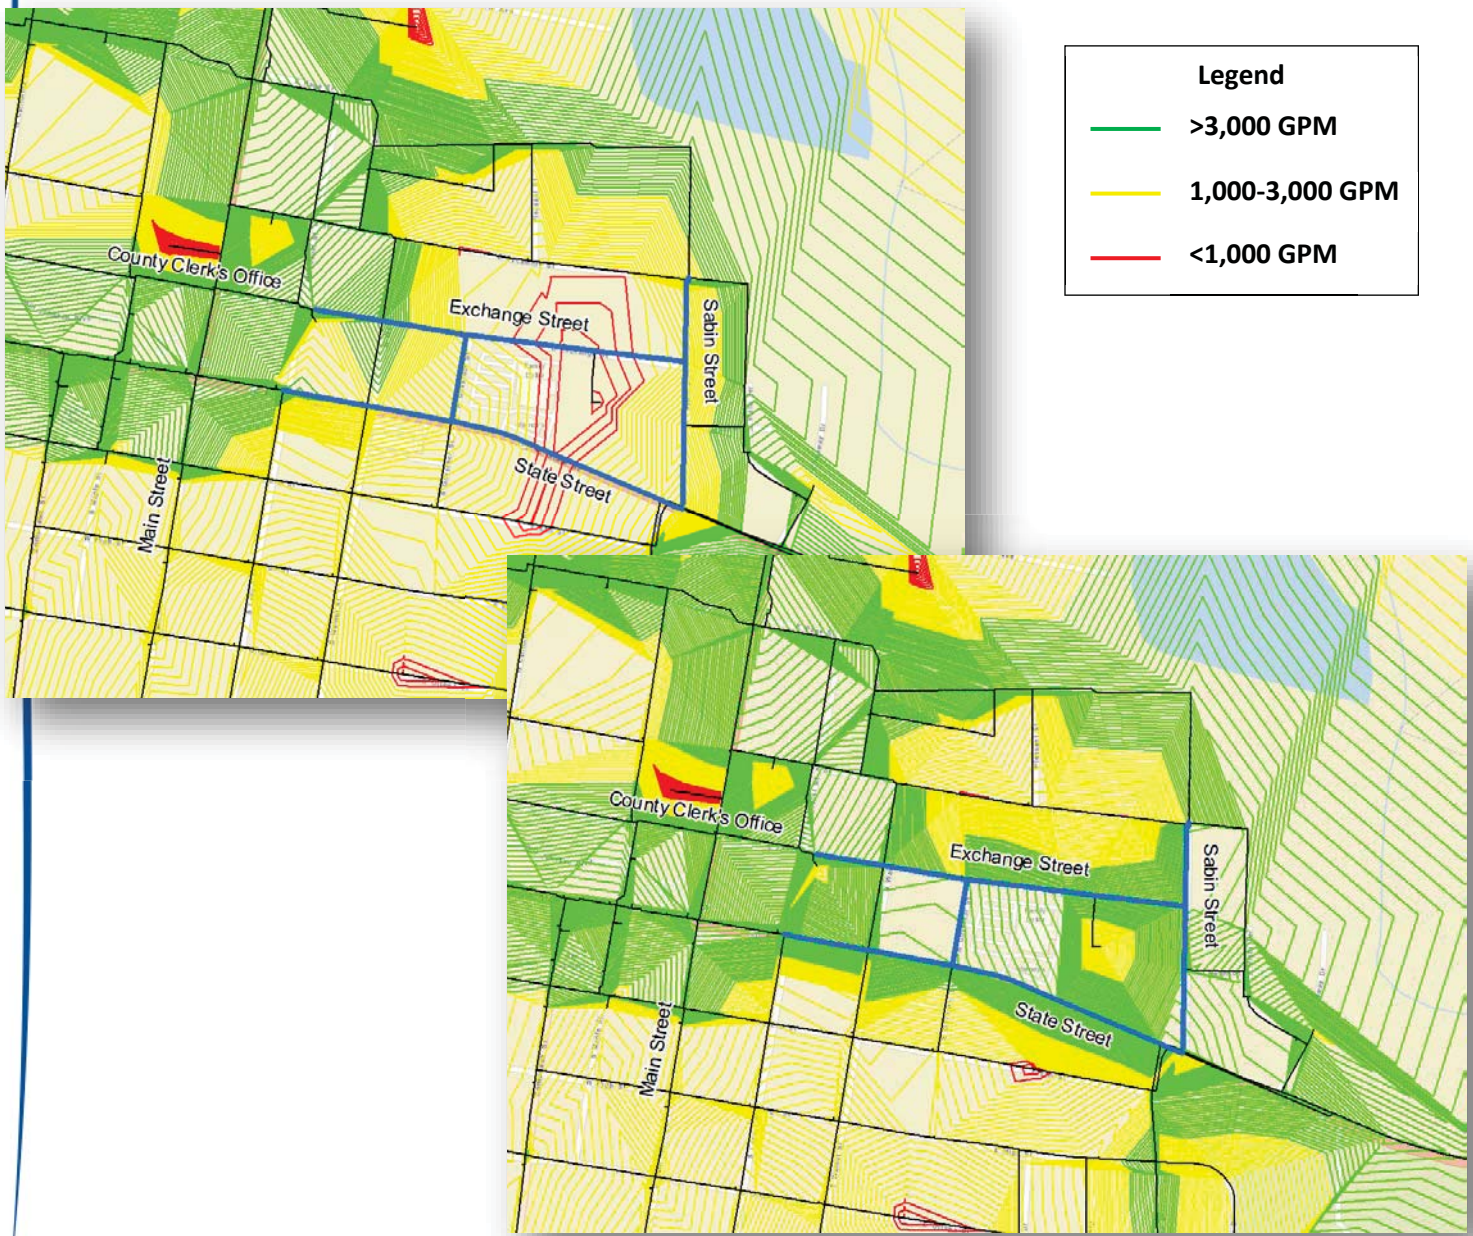 Legend
>3,000 GPM
1,000-3,000 GPM
<1,000 GPM
County Clerk's Office
Exchange Street
Sabin Street
State Street
Main Street
County Clerk's Office
Exchange Street
Sabin Street
State Street
Main Street